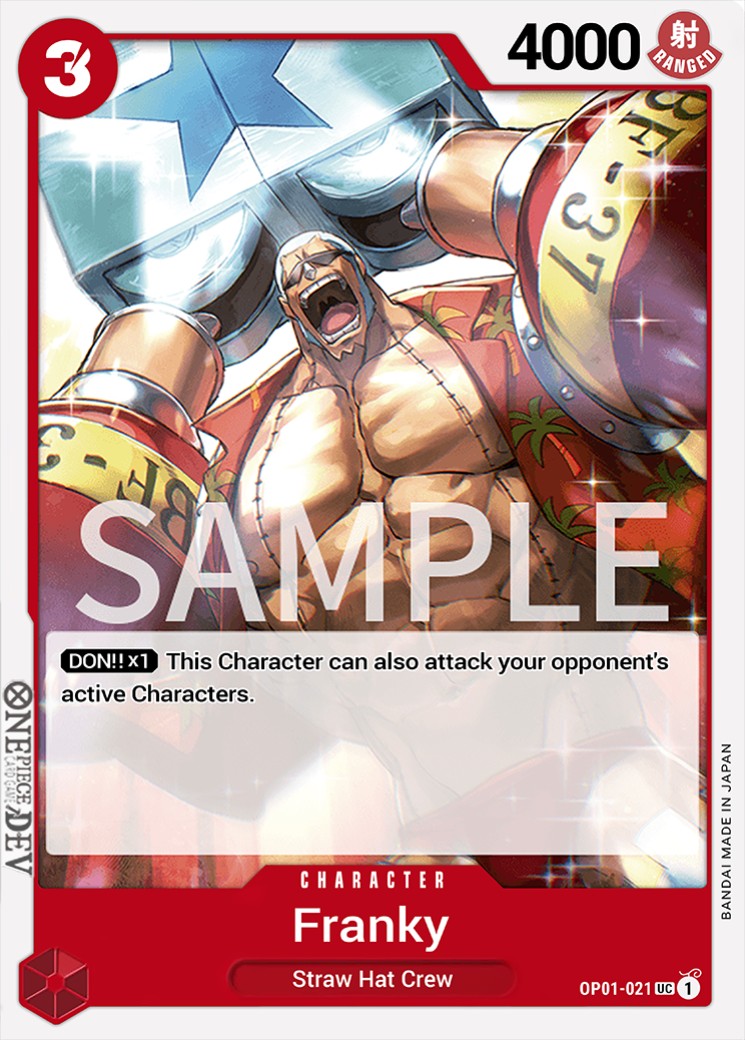 3
4000
射
RANGED
BF-37
BF-3
SAMPLE
DON!!×1 This Character can also attack your opponent's
active Characters.
ONE PIECE
CARD GAME
DEV
BANDAI MADE IN JAPAN
CHARACTER
Franky
Straw Hat Crew
OP01-021 UC 1